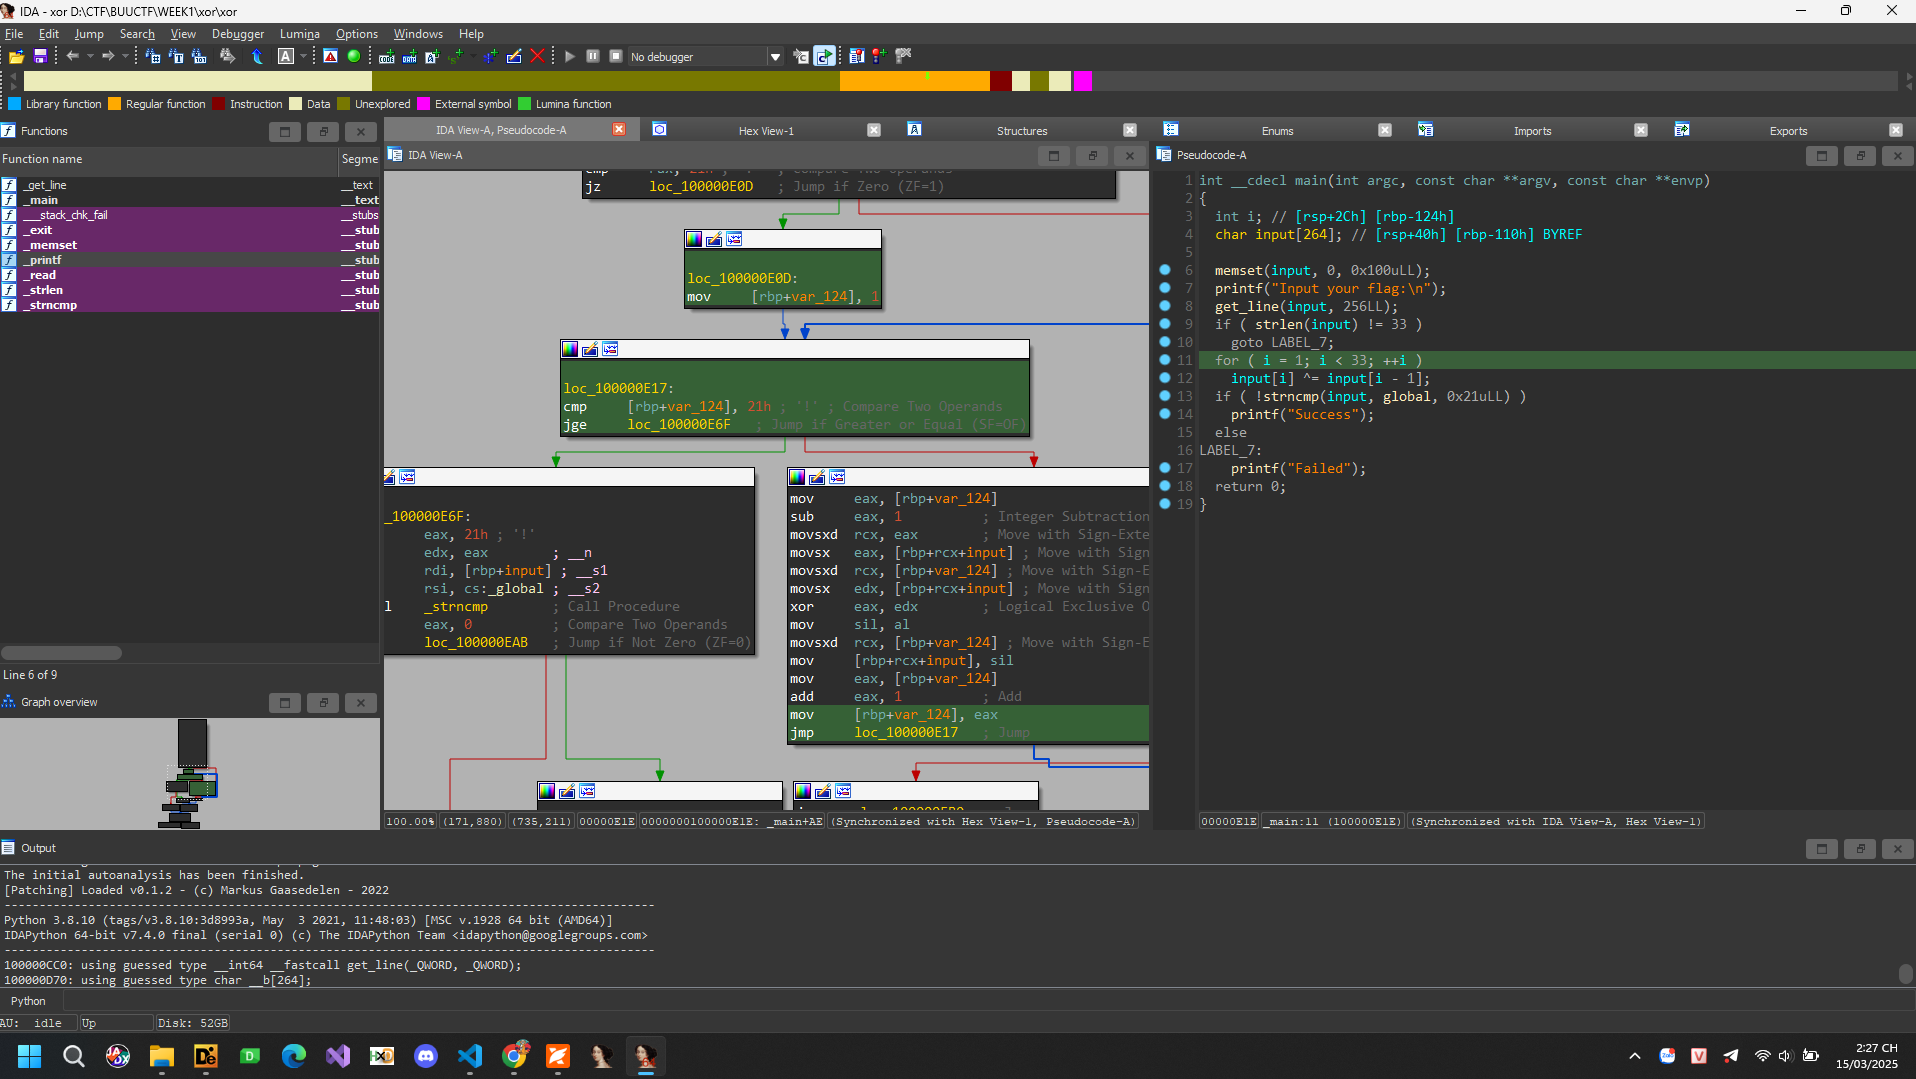 IDA - xor D:\CTF\BUUCTF\WEEK1\xor\xor
File Edit Jump Search View Debugger Lumina Options Windows Help
No debugger
Library function Regular function Instruction Data Unexplored External symbol Lumina function
Functions
Function name Segme
_get_line __text
_main __text
___stack_chk_fail __stubs
_exit __stub
_memset __stub
_printf __stub
_read __stub
_strlen __stub
_strncmp __stub
Line 6 of 9
Graph overview
IDA View-A, Pseudocode-A Hex View-1 Structures Enums Imports Exports
IDA View-A
jz loc_100000E0D ; Jump if Zero (ZF=1)
loc_100000E0D:
mov [rbp+var_124], 1
loc_100000E17:
cmp [rbp+var_124], 21h ; '!' ; Compare Two Operands
jge loc_100000E6F ; Jump if Greater or Equal (SF=OF)
_100000E6F:
eax, 21h ; '!'
edx, eax ; __n
rdi, [rbp+input] ; __s1
rsi, cs:_global ; __s2
l _strncmp ; Call Procedure
eax, 0 ; Compare Two Operands
loc_100000EAB ; Jump if Not Zero (ZF=0)
mov eax, [rbp+var_124]
sub eax, 1 ; Integer Subtraction
movsxd rcx, eax ; Move with Sign-Exte
movsx eax, [rbp+rcx+input] ; Move with Sign
movsxd rcx, [rbp+var_124] ; Move with Sign-E
movsx edx, [rbp+rcx+input] ; Move with Sign
xor eax, edx ; Logical Exclusive O
mov sil, al
movsxd rcx, [rbp+var_124] ; Move with Sign-E
mov [rbp+rcx+input], sil
mov eax, [rbp+var_124]
add eax, 1 ; Add
mov [rbp+var_124], eax
jmp loc_100000E17 ; Jump
100.00% (171,880) (735,211) 00000E1E 0000000100000E1E: _main+AE (Synchronized with Hex View-1, Pseudocode-A)
Pseudocode-A
1 int __cdecl main(int argc, const char **argv, const char **envp)
2 {
3 int i; // [rsp+2Ch] [rbp-124h]
4 char input[264]; // [rsp+40h] [rbp-110h] BYREF
5
6 memset(input, 0, 0x100uLL);
7 printf("Input your flag:\n");
8 get_line(input, 256LL);
9 if ( strlen(input) != 33 )
10 goto LABEL_7;
11 for ( i = 1; i < 33; ++i )
12 input[i] ^= input[i - 1];
13 if ( !strncmp(input, global, 0x21uLL) )
14 printf("Success");
15 else
16 LABEL_7:
17 printf("Failed");
18 return 0;
19 }
00000E1E _main:11 (100000E1E) (Synchronized with IDA View-A, Hex View-1)
Output
The initial autoanalysis has been finished.
[Patching] Loaded v0.1.2 - (c) Markus Gaasedelen - 2022
---------------------------------------------------------------------------------------------
Python 3.8.10 (tags/v3.8.10:3d8993a, May  3 2021, 11:48:03) [MSC v.1928 64 bit (AMD64)]
IDAPython 64-bit v7.4.0 final (serial 0) (c) The IDAPython Team <idapython@googlegroups.com>
---------------------------------------------------------------------------------------------
100000CC0: using guessed type __int64 __fastcall get_line(_QWORD, _QWORD);
100000D70: using guessed type char __b[264];
Python
AU: idle Up Disk: 52GB
2:27 CH
15/03/2025